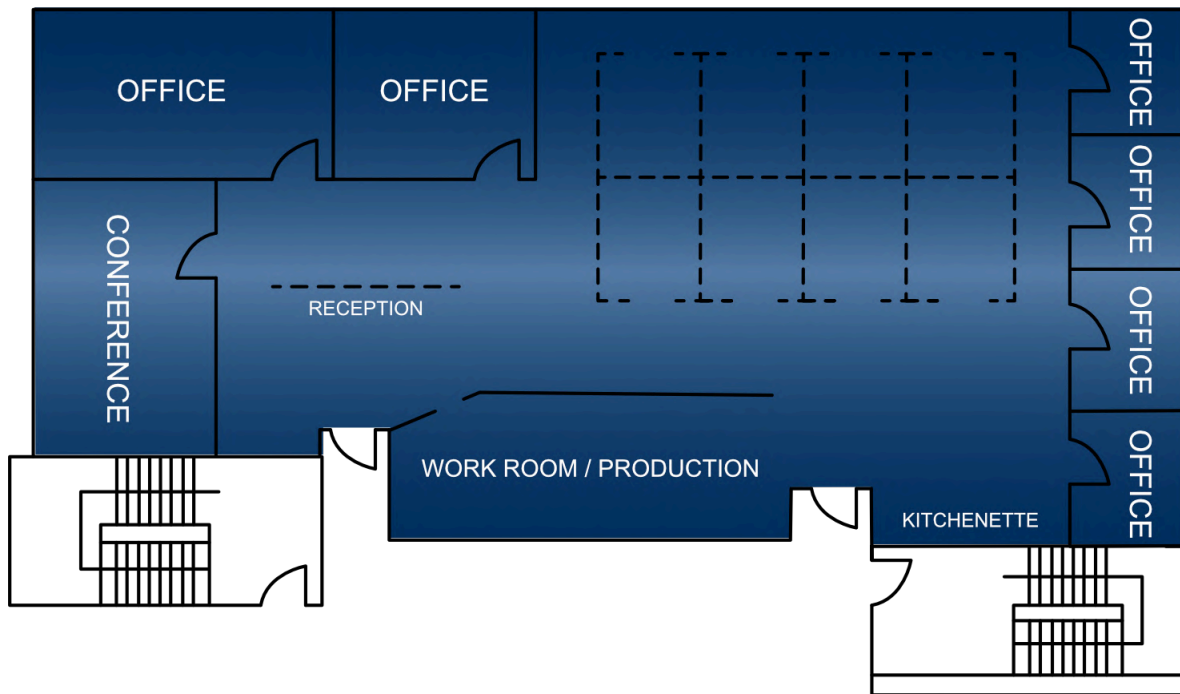 OFFICE
OFFICE
OFFICE
OFFICE
CONFERENCE
RECEPTION
OFFICE
WORK ROOM / PRODUCTION
OFFICE
KITCHENETTE